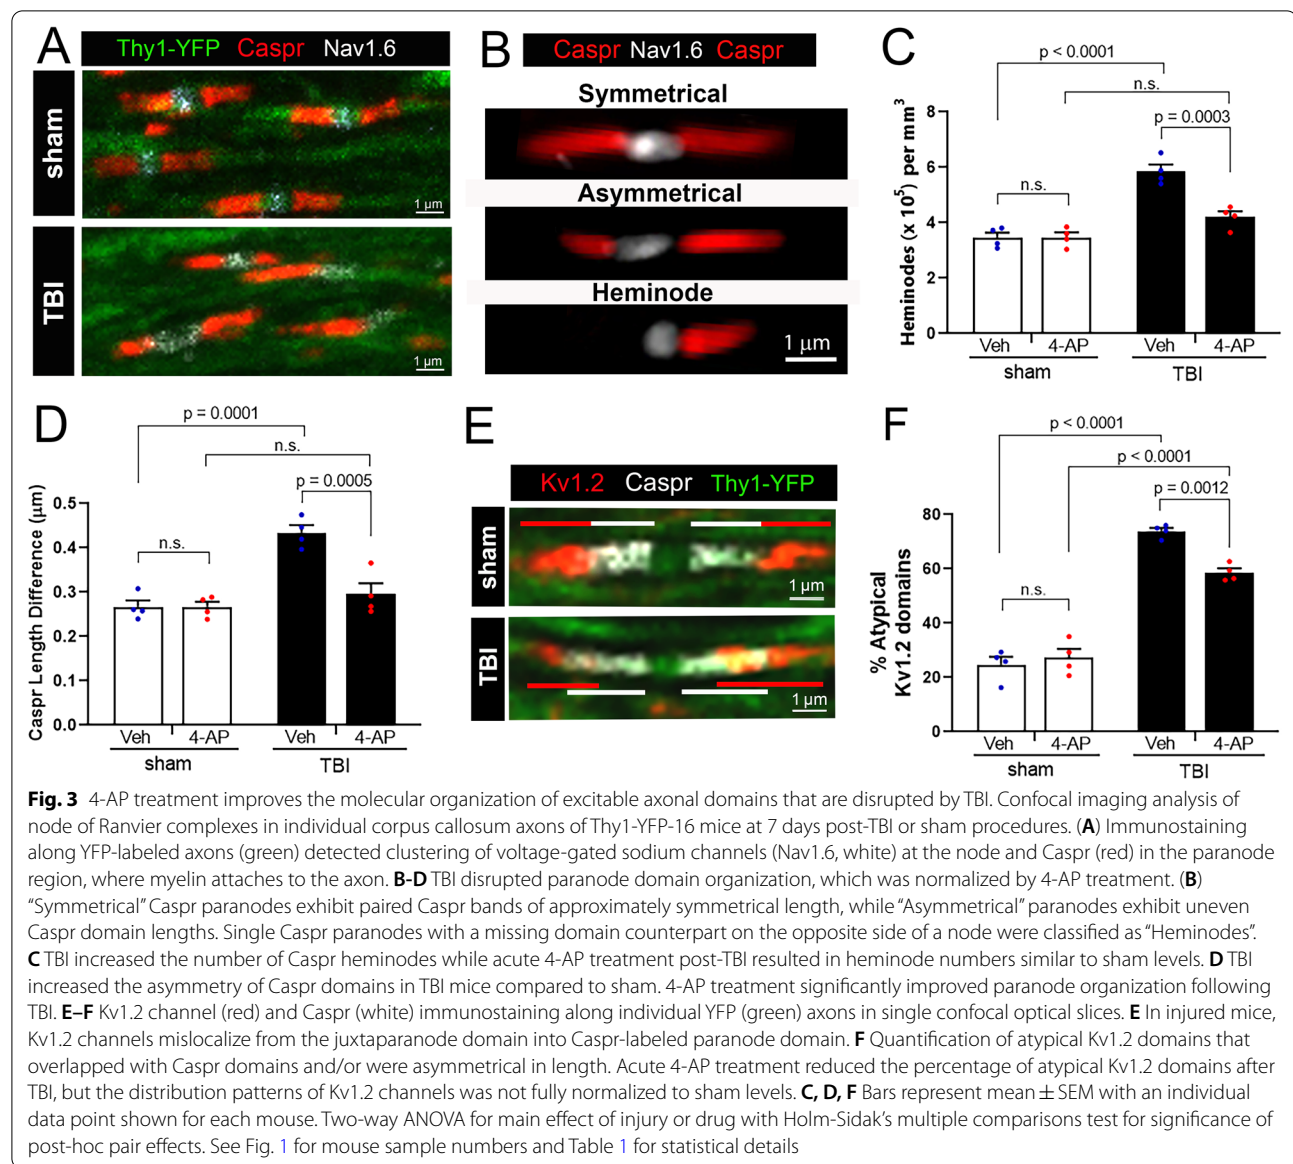 A
Thy1-YFP Caspr Nav1.6
sham
1 µm
TBI
1 µm
B
Caspr Nav1.6 Caspr
Symmetrical
Asymmetrical
Heminode
1 µm
C
p < 0.0001
n.s.
p = 0.0003
n.s.
Heminodes (x 10⁵) per mm³
8
6
4
2
0
Veh 4-AP Veh 4-AP
sham TBI
D
p = 0.0001
n.s.
p = 0.0005
n.s.
Caspr Length Difference (µm)
0.5
0.4
0.3
0.2
0.1
0.0
Veh 4-AP Veh 4-AP
sham TBI
E
Kv1.2 Caspr Thy1-YFP
sham
1 µm
TBI
1 µm
F
p < 0.0001
p < 0.0001
p = 0.0012
n.s.
% Atypical
Kv1.2 domains
80
60
40
20
0
Veh 4-AP Veh 4-AP
sham TBI
Fig. 3 4-AP treatment improves the molecular organization of excitable axonal domains that are disrupted by TBI. Confocal imaging analysis of
node of Ranvier complexes in individual corpus callosum axons of Thy1-YFP-16 mice at 7 days post-TBI or sham procedures. (A) Immunostaining
along YFP-labeled axons (green) detected clustering of voltage-gated sodium channels (Nav1.6, white) at the node and Caspr (red) in the paranode
region, where myelin attaches to the axon. B-D TBI disrupted paranode domain organization, which was normalized by 4-AP treatment. (B)
“Symmetrical” Caspr paranodes exhibit paired Caspr bands of approximately symmetrical length, while “Asymmetrical” paranodes exhibit uneven
Caspr domain lengths. Single Caspr paranodes with a missing domain counterpart on the opposite side of a node were classified as “Heminodes”.
C TBI increased the number of Caspr heminodes while acute 4-AP treatment post-TBI resulted in heminode numbers similar to sham levels. D TBI
increased the asymmetry of Caspr domains in TBI mice compared to sham. 4-AP treatment significantly improved paranode organization following
TBI. E–F Kv1.2 channel (red) and Caspr (white) immunostaining along individual YFP (green) axons in single confocal optical slices. E In injured mice,
Kv1.2 channels mislocalize from the juxtaparanode domain into Caspr-labeled paranode domain. F Quantification of atypical Kv1.2 domains that
overlapped with Caspr domains and/or were asymmetrical in length. Acute 4-AP treatment reduced the percentage of atypical Kv1.2 domains after
TBI, but the distribution patterns of Kv1.2 channels was not fully normalized to sham levels. C, D, F Bars represent mean ± SEM with an individual
data point shown for each mouse. Two-way ANOVA for main effect of injury or drug with Holm-Sidak’s multiple comparisons test for significance of
post-hoc pair effects. See Fig. 1 for mouse sample numbers and Table 1 for statistical details